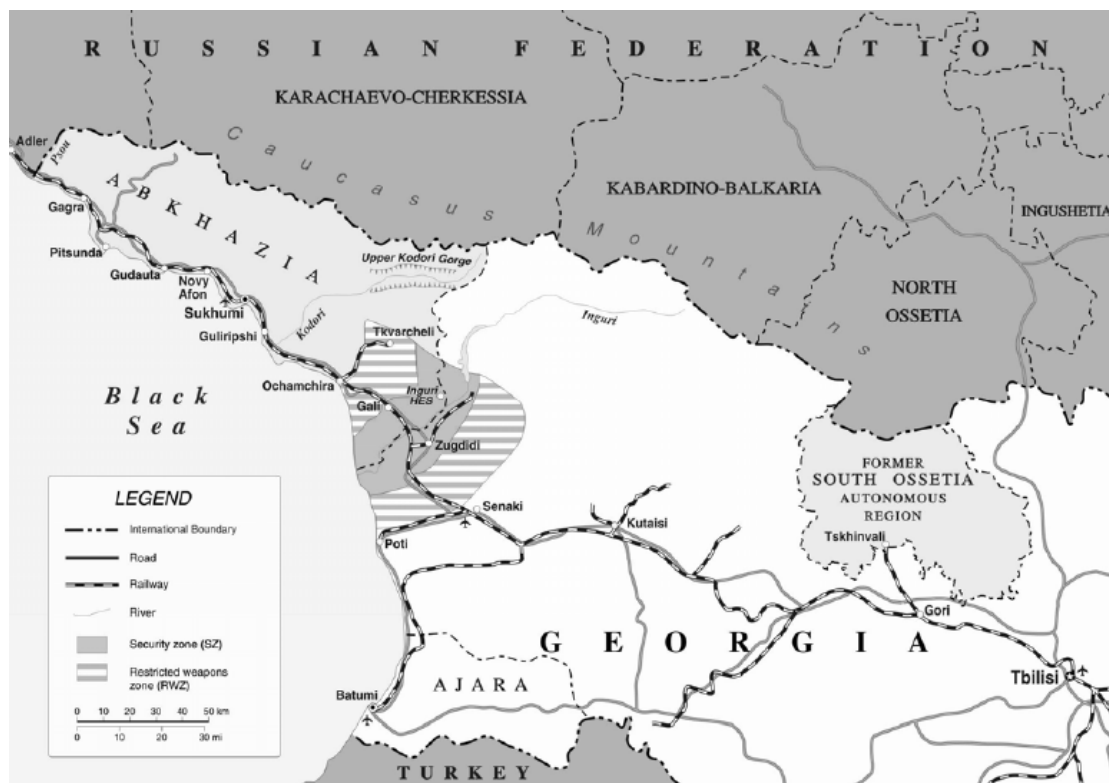 RUSSIAN FEDERATION
KARACHAEVO-CHERKESSIA
Caucasus Mountains
Adler
Psou
ABKHAZIA
KABARDINO-BALKARIA
INGUSHETIA
Gagra
Pitsunda
Gudauta
Novy
Afon
Sukhumi
Guliripshi
Upper Kodori Gorge
Kodori
Inguri
NORTH
OSSETIA
Tkvarcheli
Ochamchira
Inguri
HES
Gali
Zugdidi
Black
Sea
FORMER
SOUTH OSSETIA
AUTONOMOUS
REGION
Tskhinvali
Senaki
Kutaisi
Poti
Gori
GEORGIA
Tbilisi
AJARA
Batumi
TURKEY
LEGEND
International Boundary
Road
Railway
River
Security zone (SZ)
Restricted weapons
zone (RWZ)
0 10 20 30 40 50 km
0 10 20 30 mi